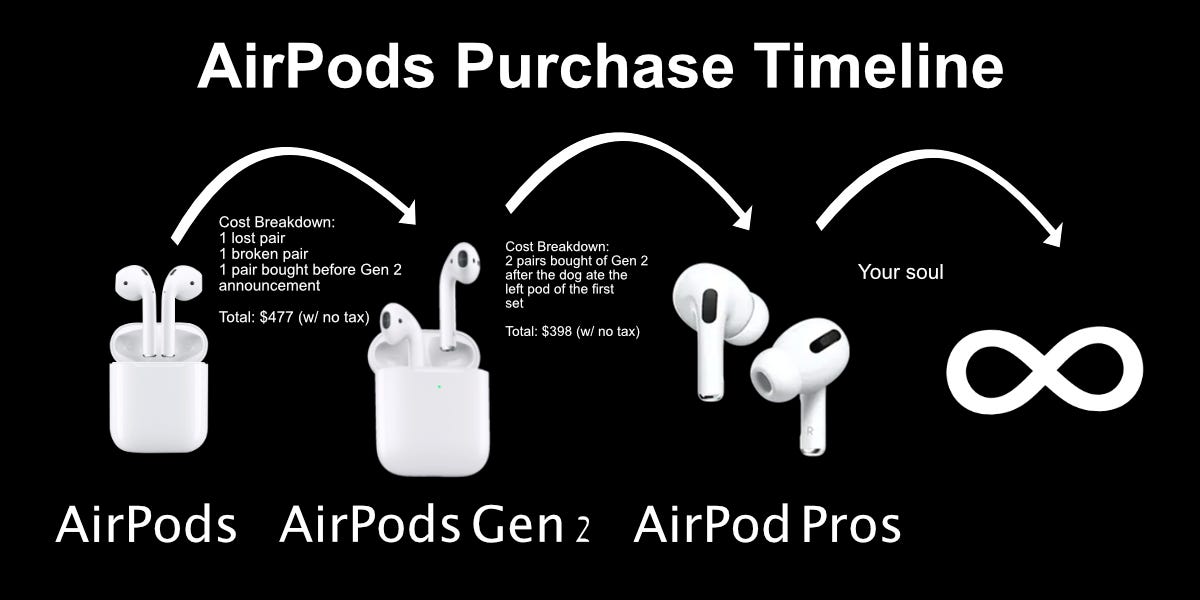 AirPods Purchase Timeline
Cost Breakdown:
1 lost pair
1 broken pair
1 pair bought before Gen 2
announcement
Total: $477 (w/ no tax)
Cost Breakdown:
2 pairs bought of Gen 2
after the dog ate the
left pod of the first
set
Total: $398 (w/ no tax)
Your soul
R
AirPods
AirPods Gen 2
AirPod Pros